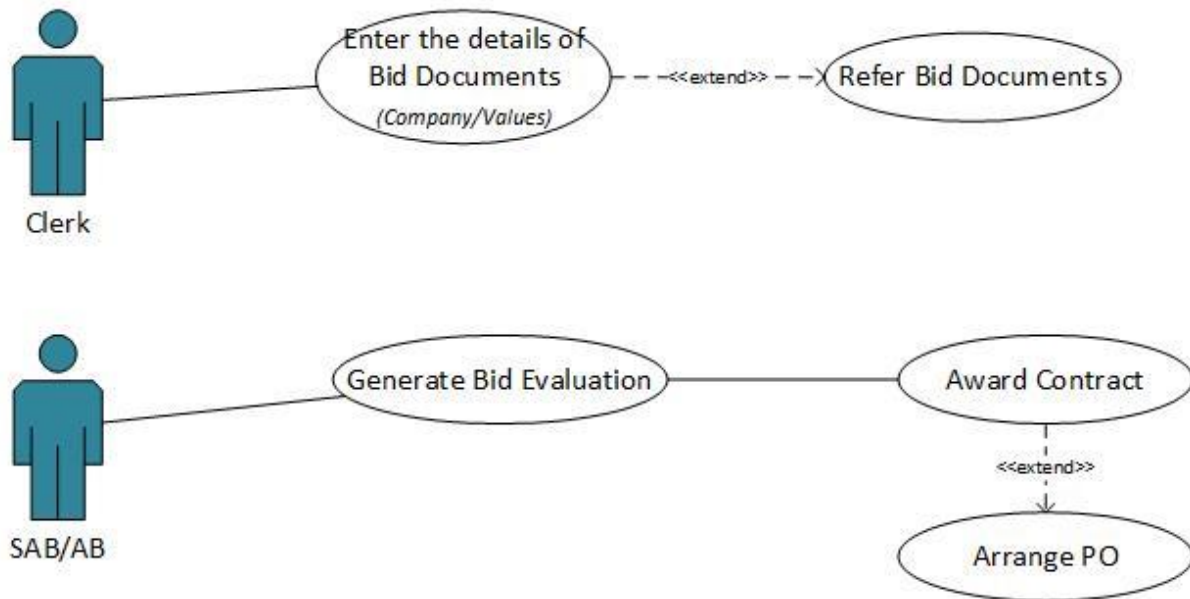 Enter the details of
Bid Documents
(Company/Values)
<<extend>>
Refer Bid Documents
Clerk
Generate Bid Evaluation
Award Contract
<<extend>>
SAB/AB
Arrange PO